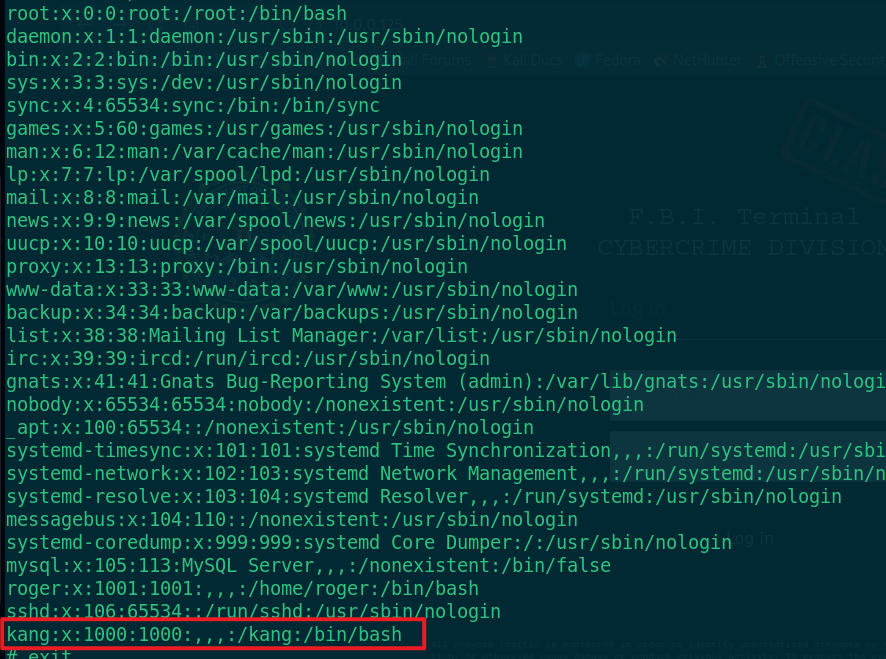 root:x:0:0:root:/root:/bin/bash
daemon:x:1:1:daemon:/usr/sbin:/usr/sbin/nologin
bin:x:2:2:bin:/bin:/usr/sbin/nologin
Forums Kali Docs Fedora NetHunter Offensive Securi
sys:x:3:3:sys:/dev:/usr/sbin/nologin
sync:x:4:65534:sync:/bin:/bin/sync
games:x:5:60:games:/usr/games:/usr/sbin/nologin
man:x:6:12:man:/var/cache/man:/usr/sbin/nologin
lp:x:7:7:lp:/var/spool/lpd:/usr/sbin/nologin
mail:x:8:8:mail:/var/mail:/usr/sbin/nologin
news:x:9:9:news:/var/spool/news:/usr/sbin/nologin
F.B.I. Terminal
uucp:x:10:10:uucp:/var/spool/uucp:/usr/sbin/nologin
CYBERCRIME DIVISION
proxy:x:13:13:proxy:/bin:/usr/sbin/nologin
www-data:x:33:33:www-data:/var/www:/usr/sbin/nologin
backup:x:34:34:backup:/var/backups:/usr/sbin/nologin
Log in
list:x:38:38:Mailing List Manager:/var/list:/usr/sbin/nologin
irc:x:39:39:ircd:/run/ircd:/usr/sbin/nologin
gnats:x:41:41:Gnats Bug-Reporting System (admin):/var/lib/gnats:/usr/sbin/nologi
nobody:x:65534:65534:nobody:/nonexistent:/usr/sbin/nologin
_apt:x:100:65534::/nonexistent:/usr/sbin/nologin
systemd-timesync:x:101:101:systemd Time Synchronization,,,:/run/systemd:/usr/sbi
systemd-network:x:102:103:systemd Network Management,,,:/run/systemd:/usr/sbin/n
systemd-resolve:x:103:104:systemd Resolver,,,:/run/systemd:/usr/sbin/nologin
messagebus:x:104:110::/nonexistent:/usr/sbin/nologin
systemd-coredump:x:999:999:systemd Core Dumper:/:/usr/sbin/nologin
Log in
mysql:x:105:113:MySQL Server,,,:/nonexistent:/bin/false
roger:x:1001:1001:,,,:/home/roger:/bin/bash
sshd:x:106:65534::/run/sshd:/usr/sbin/nologin
kang:x:1000:1000:,,,:/kang:/bin/bash
# exit